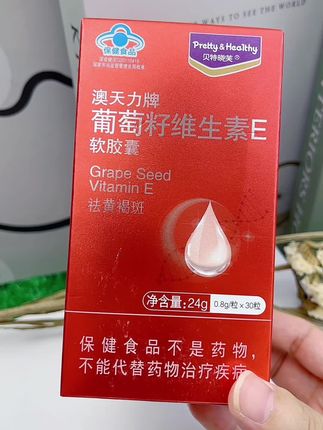 保健食品
Pretty & Healthy
贝特晓芙®
澳天力牌
葡萄籽维生素E
软胶囊
Grape Seed
Vitamin E
祛黄褐斑
净含量:24g
0.8g/粒×30粒
保健食品不是药物,
不能代替药物治疗疾病